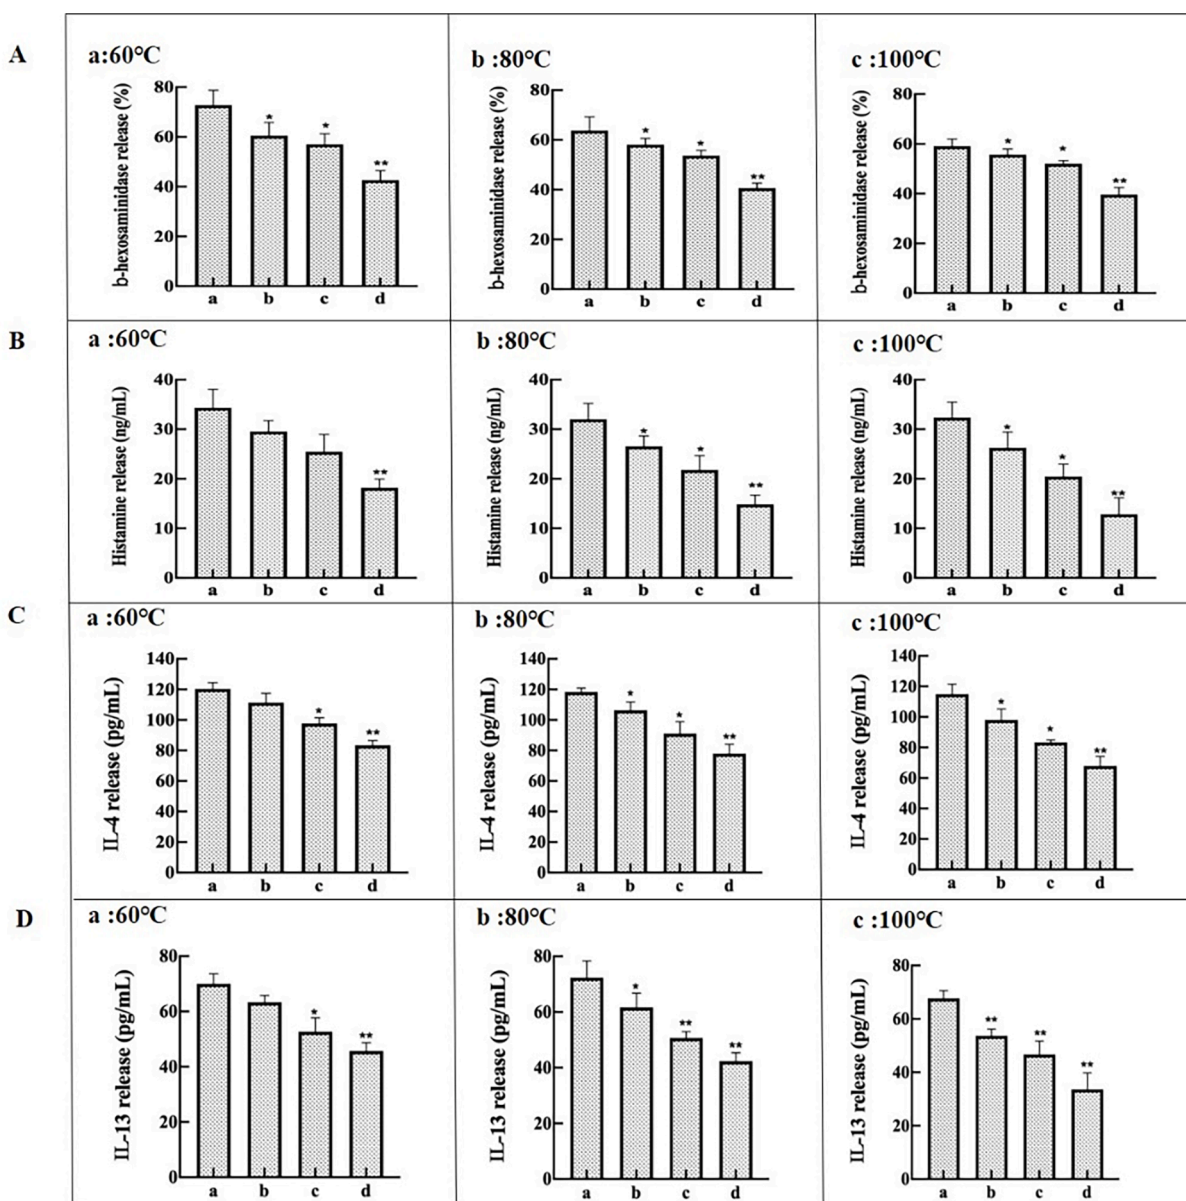 A
a:60°C
b-hexosaminidase release (%)
80
60
40
20
0
*
*
**
a b c d
b :80°C
b-hexosaminidase release (%)
80
60
40
20
0
*
*
**
a b c d
c :100°C
b-hexosaminidase release (%)
80
60
40
20
0
*
*
**
a b c d
B
a :60°C
Histamine release (ng/mL)
40
30
20
10
0
**
a b c d
b :80°C
Histamine release (ng/mL)
40
30
20
10
0
*
*
**
a b c d
c :100°C
Histamine release (ng/mL)
40
30
20
10
0
*
*
**
a b c d
C
a :60°C
IL-4 release (pg/mL)
140
120
100
80
60
40
20
0
*
**
a b c d
b :80°C
IL-4 release (pg/mL)
140
120
100
80
60
40
20
0
*
*
**
a b c d
c :100°C
IL-4 release (pg/mL)
140
120
100
80
60
40
20
0
*
*
**
a b c d
D
a :60°C
IL-13 release (pg/mL)
80
60
40
20
0
*
**
a b c d
b :80°C
IL-13 release (pg/mL)
80
60
40
20
0
*
**
**
a b c d
c :100°C
IL-13 release (pg/mL)
80
60
40
20
0
**
**
**
a b c d